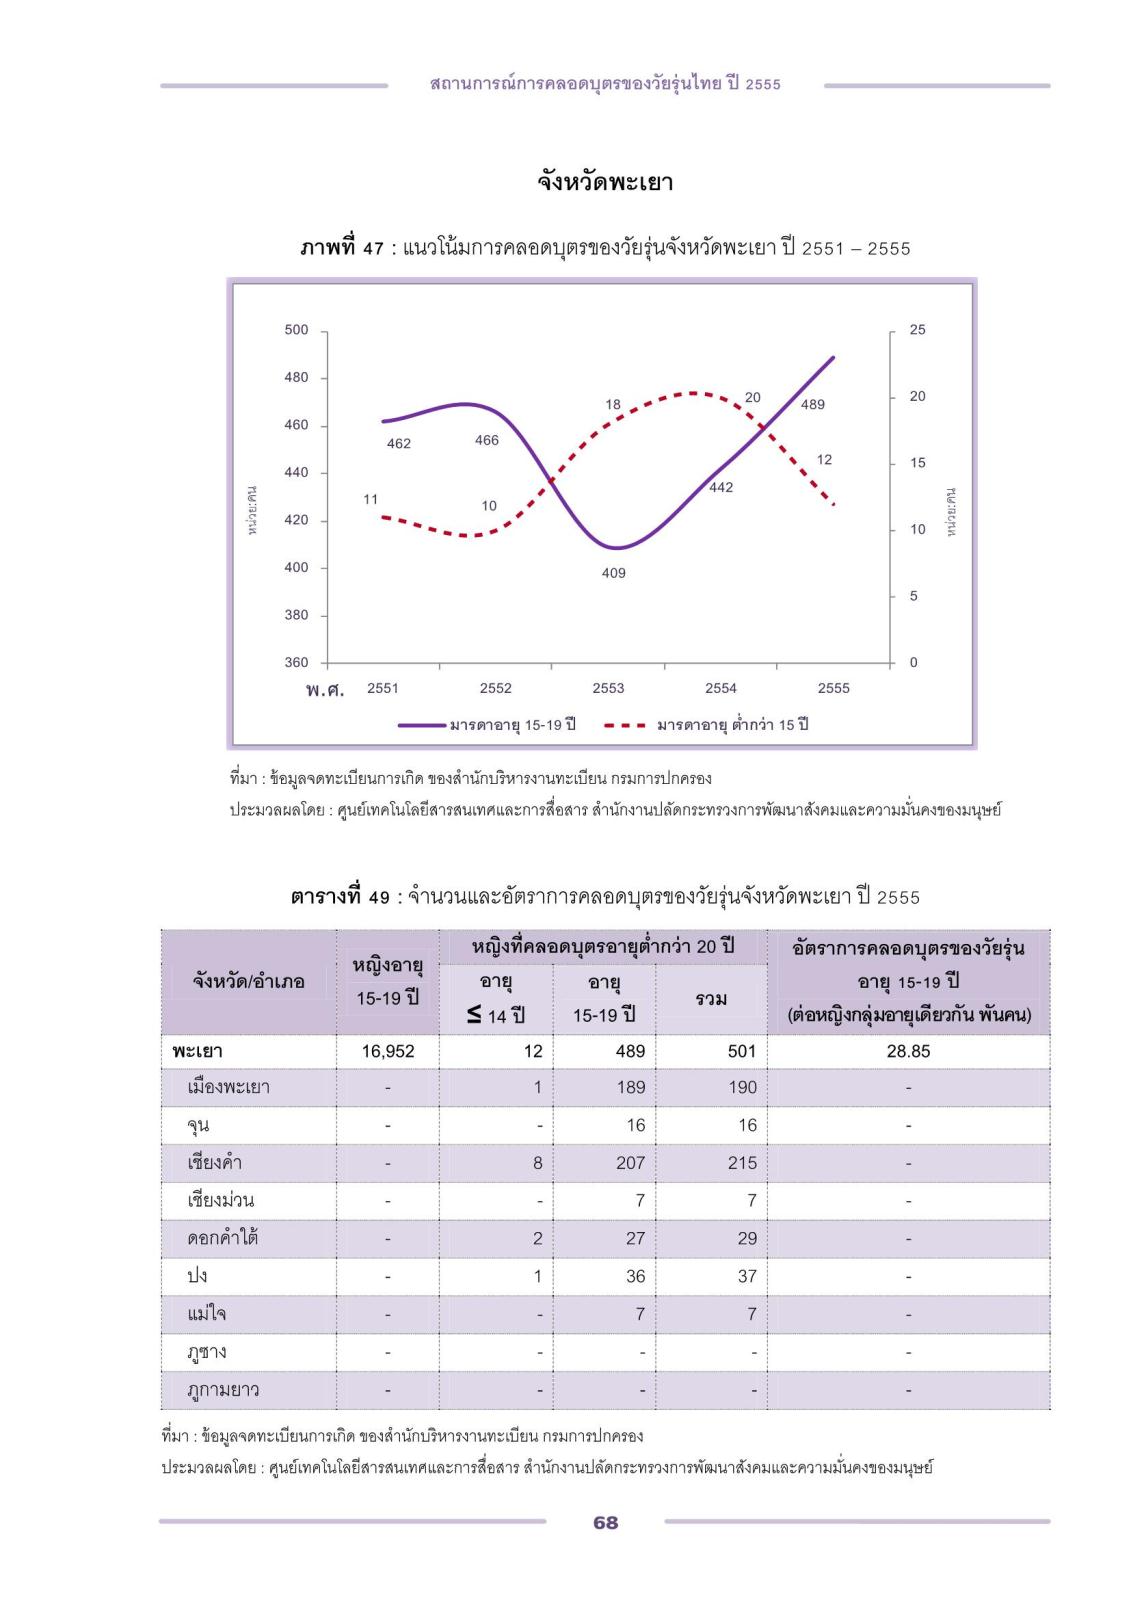 สถานการณ์การคลอดบุตรของวัยรุ่นไทย ปี 2555
จังหวัดพะเยา
ภาพที่ 47 : แนวโน้มการคลอดบุตรของวัยรุ่นจังหวัดพะเยา ปี 2551 – 2555
500 25
480
20
460
15
440
420
10
400
5
380
360 0
หน่วย:คน
หน่วย:คน
462 466 409 442 489
11 10 18 20 12
พ.ศ. 2551 2552 2553 2554 2555
มารดาอายุ 15-19 ปี มารดาอายุ ต่ำกว่า 15 ปี
ที่มา : ข้อมูลจดทะเบียนการเกิด ของสำนักบริหารงานทะเบียน กรมการปกครอง
ประมวลผลโดย : ศูนย์เทคโนโลยีสารสนเทศและการสื่อสาร สำนักงานปลัดกระทรวงการพัฒนาสังคมและความมั่นคงของมนุษย์
ตารางที่ 49 : จำนวนและอัตราการคลอดบุตรของวัยรุ่นจังหวัดพะเยา ปี 2555
จังหวัด/อำเภอ
หญิงอายุ
15-19 ปี
หญิงที่คลอดบุตรอายุต่ำกว่า 20 ปี
อายุ
≤ 14 ปี
อายุ
15-19 ปี
รวม
อัตราการคลอดบุตรของวัยรุ่น
อายุ 15-19 ปี
(ต่อหญิงกลุ่มอายุเดียวกัน พันคน)
พะเยา 16,952 12 489 501 28.85
เมืองพะเยา - 1 189 190 -
จุน - - 16 16 -
เชียงคำ - 8 207 215 -
เชียงม่วน - - 7 7 -
ดอกคำใต้ - 2 27 29 -
ปง - 1 36 37 -
แม่ใจ - - 7 7 -
ภูซาง - - - - -
ภูกามยาว - - - - -
ที่มา : ข้อมูลจดทะเบียนการเกิด ของสำนักบริหารงานทะเบียน กรมการปกครอง
ประมวลผลโดย : ศูนย์เทคโนโลยีสารสนเทศและการสื่อสาร สำนักงานปลัดกระทรวงการพัฒนาสังคมและความมั่นคงของมนุษย์
68